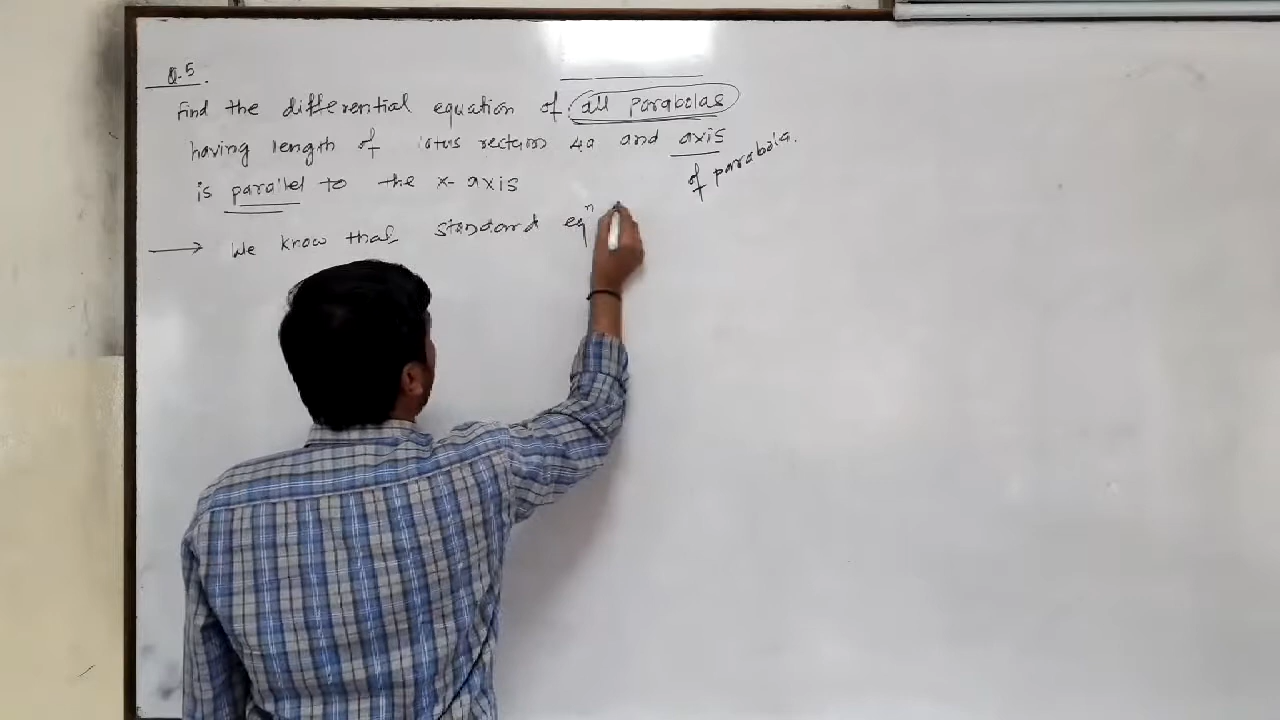 Q.5.
Find the differential equation of all parabolas
having length of latus rectum 4a and axis
of parabola.
is parallel to the x-axis
→ We know that standard eqⁿ